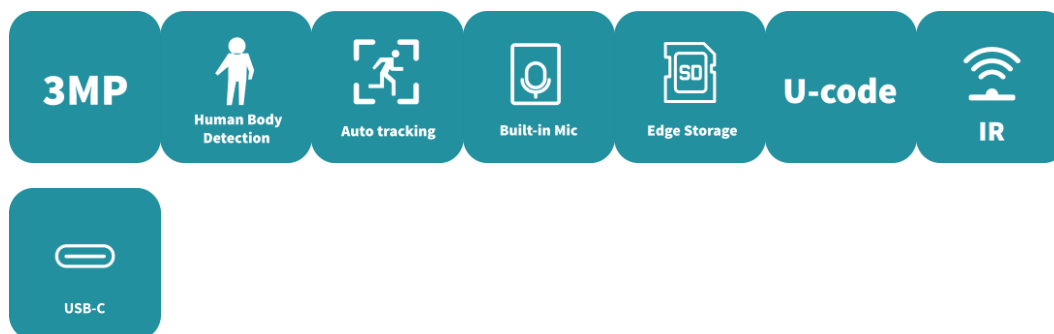 3MP
Human Body
Detection
Auto tracking
Built-in Mic
SD
Edge Storage
U-code
IR
USB-C